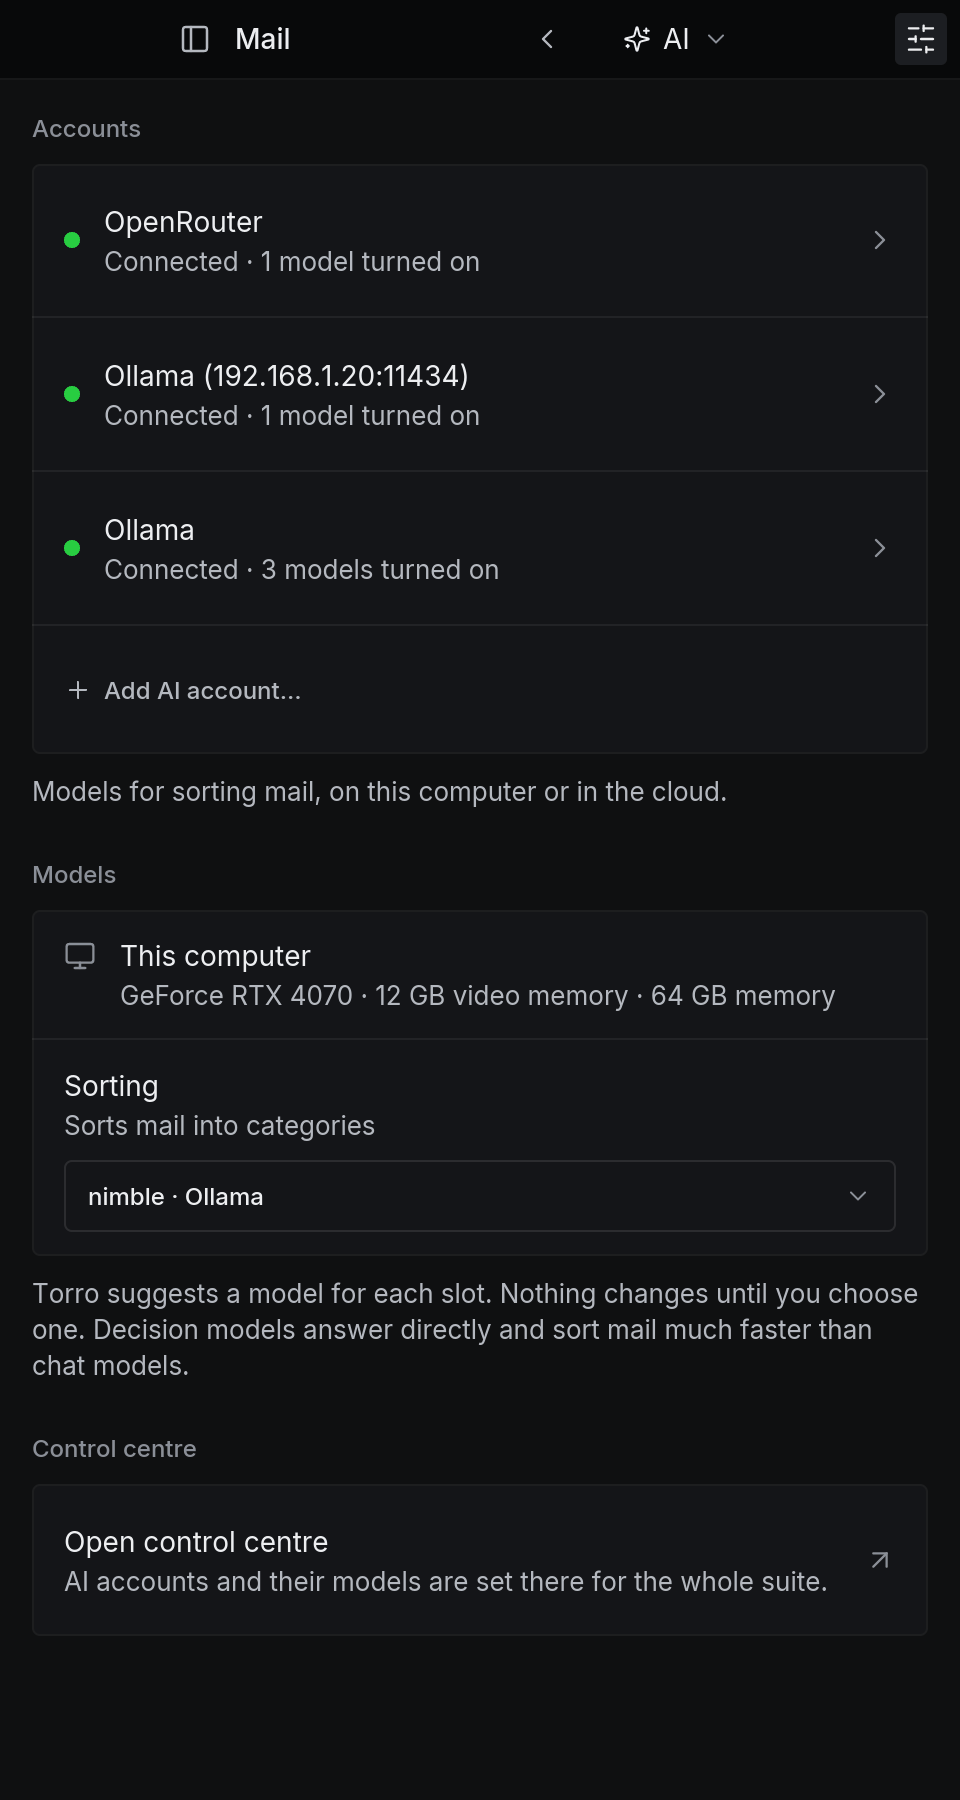 Mail
AI
Accounts
OpenRouter
Connected · 1 model turned on
Ollama (192.168.1.20:11434)
Connected · 1 model turned on
Ollama
Connected · 3 models turned on
Add AI account...
Models for sorting mail, on this computer or in the cloud.
Models
This computer
GeForce RTX 4070 · 12 GB video memory · 64 GB memory
Sorting
Sorts mail into categories
nimble · Ollama
Torro suggests a model for each slot. Nothing changes until you choose
one. Decision models answer directly and sort mail much faster than
chat models.
Control centre
Open control centre
AI accounts and their models are set there for the whole suite.